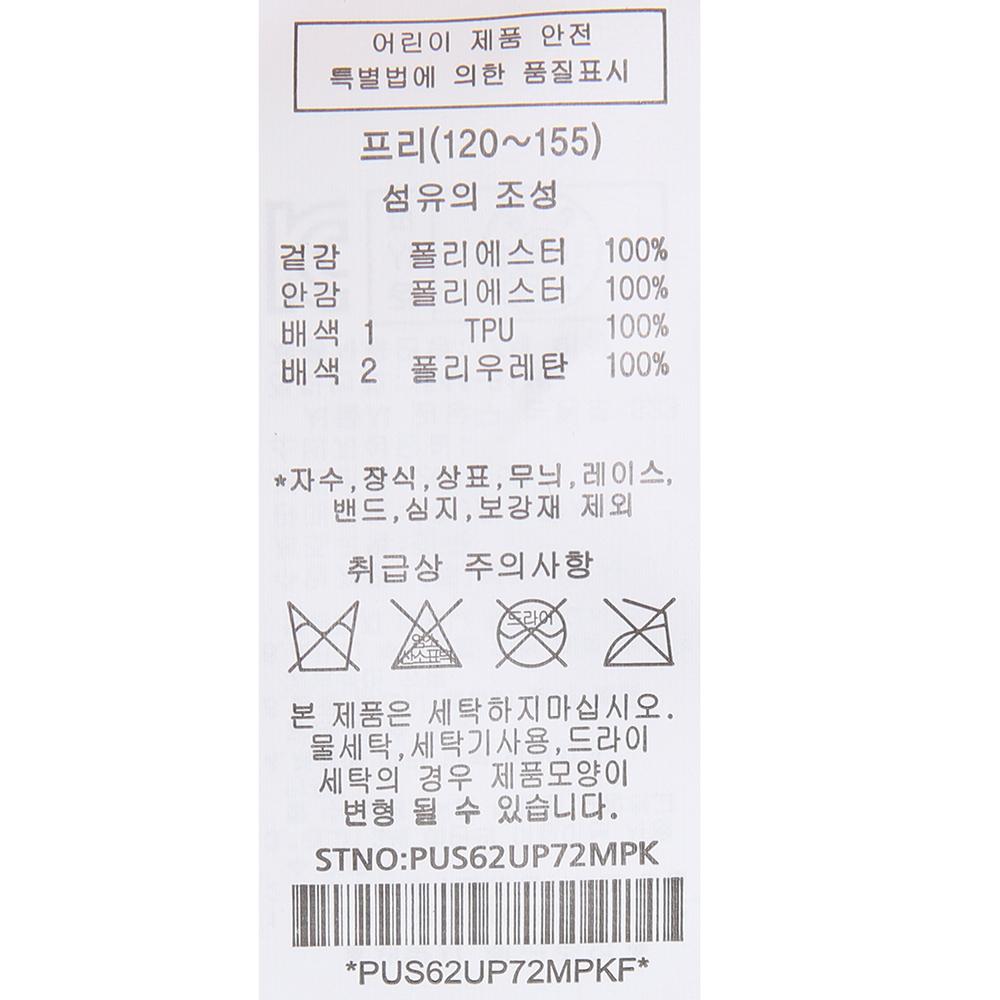 어린이 제품 안전
특별법에 의한 품질표시
프리(120~155)
섬유의 조성
겉감 폴리에스터 100%
안감 폴리에스터 100%
배색 1 TPU 100%
배색 2 폴리우레탄 100%
*자수,장식,상표,무늬,레이스,
밴드,심지,보강재 제외
취급상 주의사항
염소
산소표백
드라이
본 제품은 세탁하지마십시오.
물세탁,세탁기사용,드라이
세탁의 경우 제품모양이
변형 될 수 있습니다.
STNO:PUS62UP72MPK
*PUS62UP72MPKF*